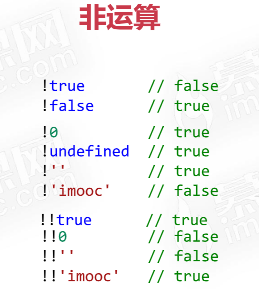 非运算
!true // false
!false // true
!0 // true
!undefined // true
!'' // true
!'imooc' // false
!!true // true
!!0 // false
!!'' // false
!!'imooc' // true